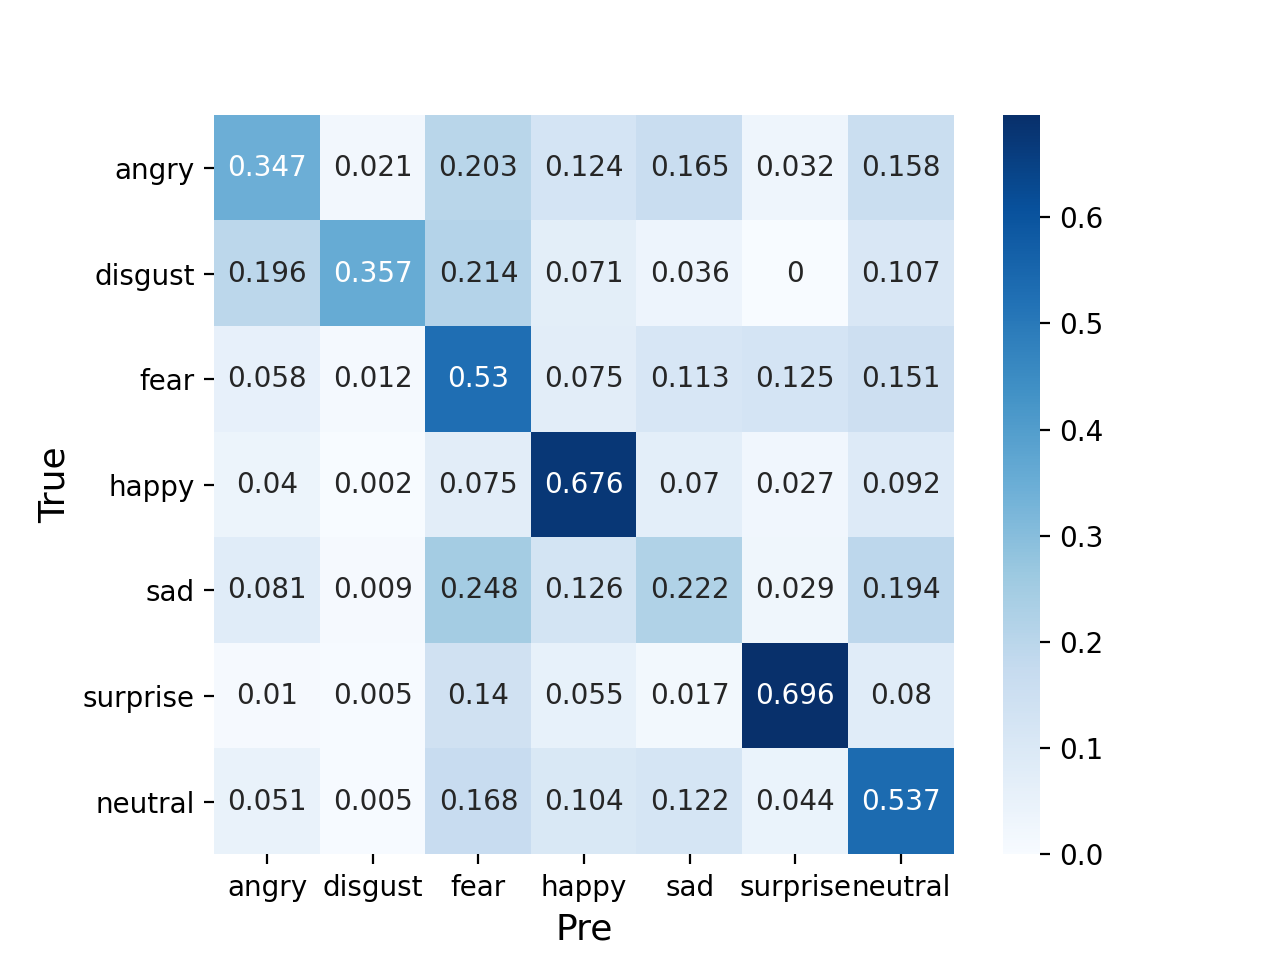 angry 0.347 0.021 0.203 0.124 0.165 0.032 0.158
disgust 0.196 0.357 0.214 0.071 0.036 0 0.107
fear 0.058 0.012 0.53 0.075 0.113 0.125 0.151
happy 0.04 0.002 0.075 0.676 0.07 0.027 0.092
sad 0.081 0.009 0.248 0.126 0.222 0.029 0.194
surprise 0.01 0.005 0.14 0.055 0.017 0.696 0.08
neutral 0.051 0.005 0.168 0.104 0.122 0.044 0.537
angry disgust fear happy sad surprise neutral
Pre
True
0.6
0.5
0.4
0.3
0.2
0.1
0.0